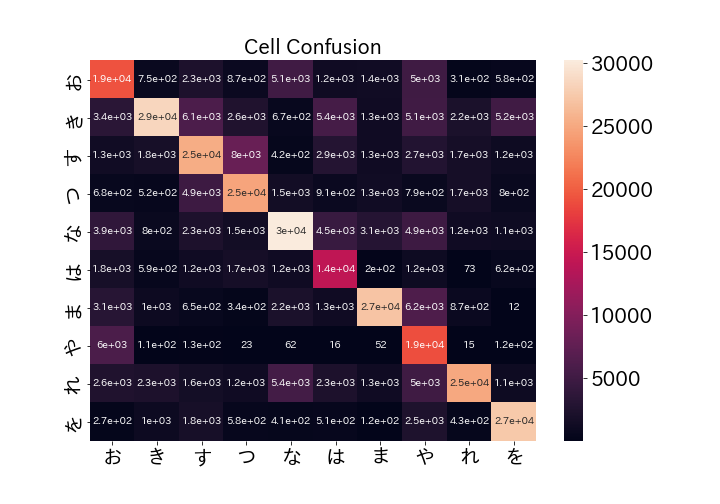 Cell Confusion
お 1.9e+04 7.5e+02 2.3e+03 8.7e+02 5.1e+03 1.2e+03 1.4e+03 5e+03 3.1e+02 5.8e+02
き 3.4e+03 2.9e+04 6.1e+03 2.6e+03 6.7e+02 5.4e+03 1.3e+03 5.1e+03 2.2e+03 5.2e+03
す 1.3e+03 1.8e+03 2.5e+04 8e+03 4.2e+02 2.9e+03 1.3e+03 2.7e+03 1.7e+03 1.2e+03
つ 6.8e+02 5.2e+02 4.9e+03 2.5e+04 1.5e+03 9.1e+02 1.3e+03 7.9e+02 1.7e+03 8e+02
な 3.9e+03 8e+02 2.3e+03 1.5e+03 3e+04 4.5e+03 3.1e+03 4.9e+03 1.2e+03 1.1e+03
は 1.8e+03 5.9e+02 1.2e+03 1.7e+03 1.2e+03 1.4e+04 2e+02 1.2e+03 73 6.2e+02
ま 3.1e+03 1e+03 6.5e+02 3.4e+02 2.2e+03 1.3e+03 2.7e+04 6.2e+03 8.7e+02 12
や 6e+03 1.1e+02 1.3e+02 23 62 16 52 1.9e+04 15 1.2e+02
れ 2.6e+03 2.3e+03 1.6e+03 1.2e+03 5.4e+03 2.3e+03 1.3e+03 5e+03 2.5e+04 1.1e+03
を 2.7e+02 1e+03 1.8e+03 5.8e+02 4.1e+02 5.1e+02 1.2e+02 2.5e+03 4.3e+02 2.7e+04
お き す つ な は ま や れ を
30000
25000
20000
15000
10000
5000